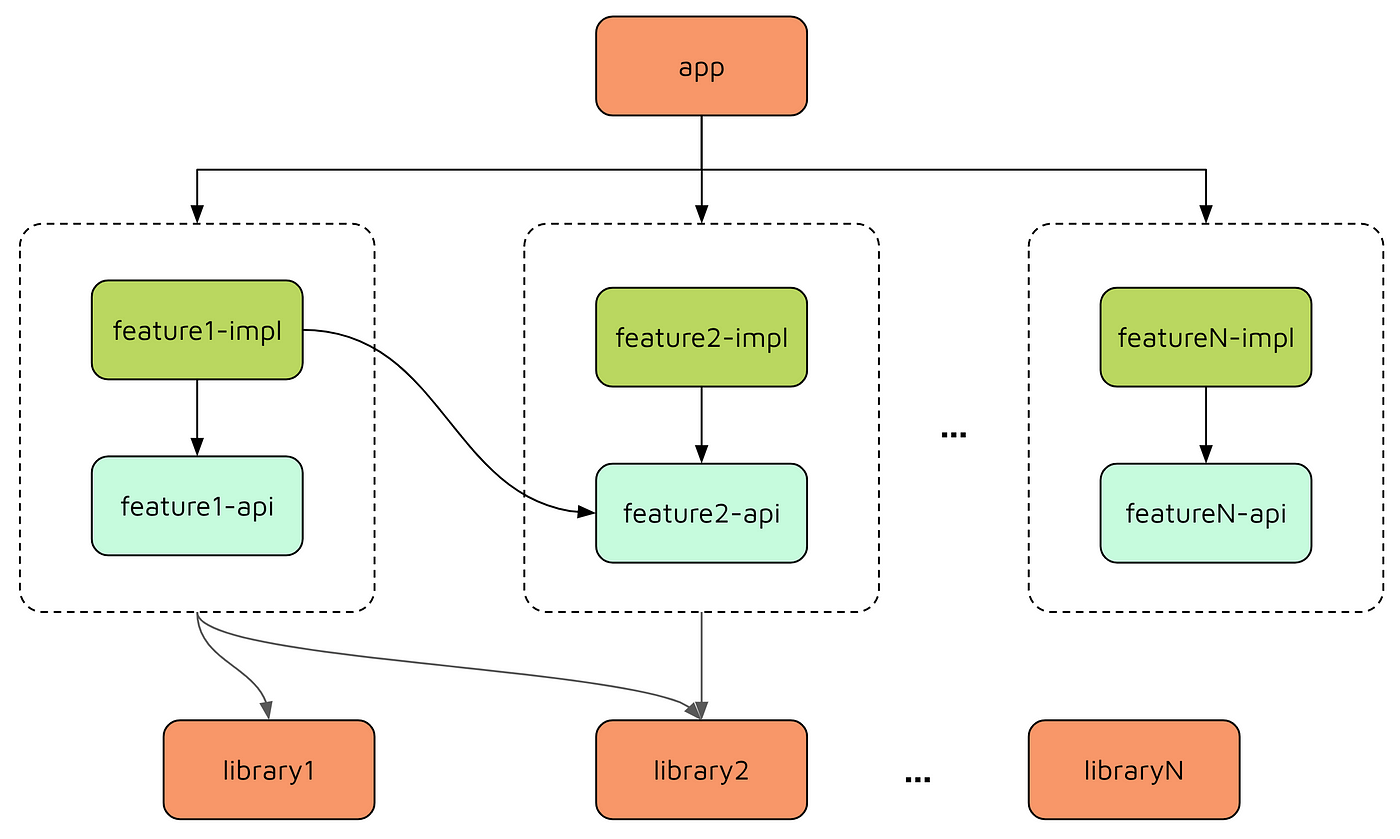 app
feature1-impl
feature2-impl
featureN-impl
feature1-api
feature2-api
...
featureN-api
library1
library2
...
libraryN